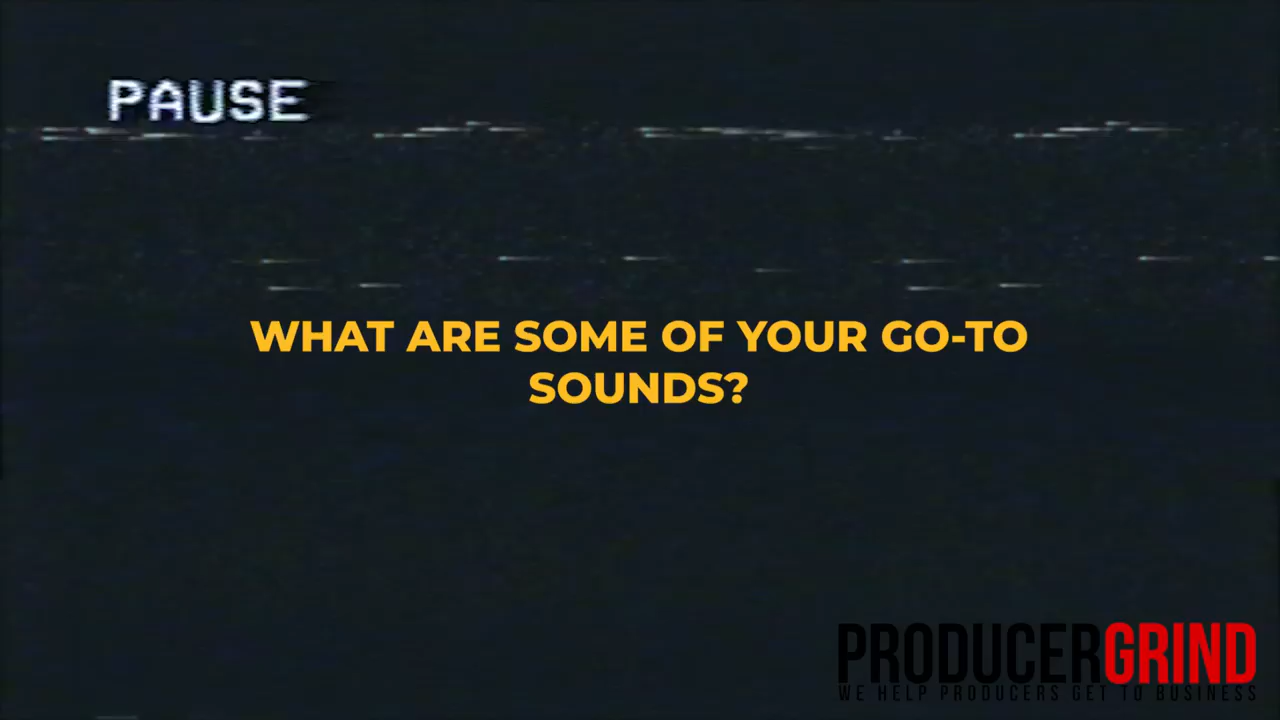 PAUSE
WHAT ARE SOME OF YOUR GO-TO
SOUNDS?
PRODUCERGRIND
WE HELP PRODUCERS GET TO BUSINESS